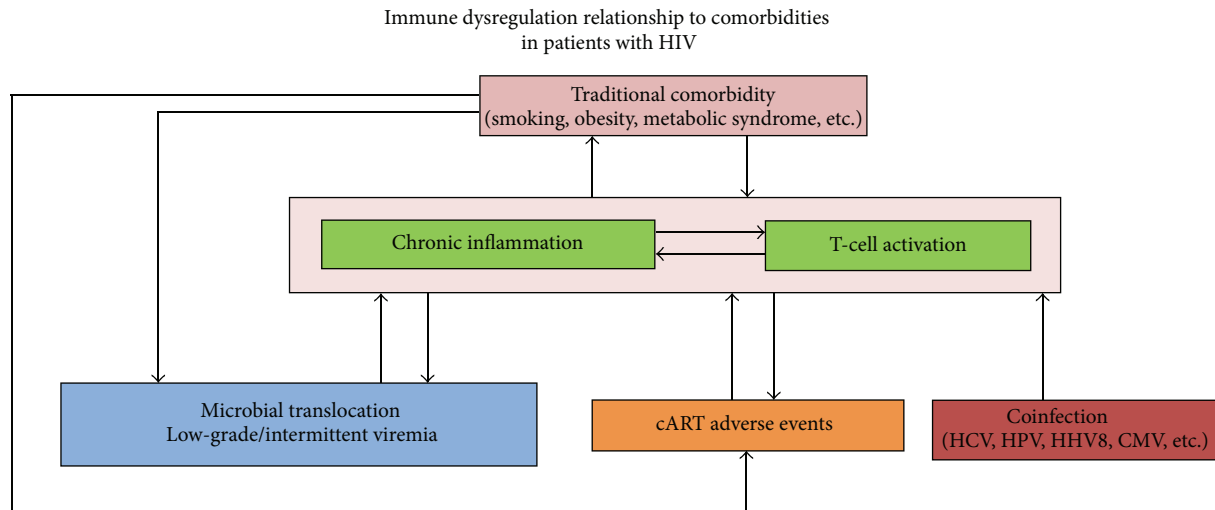 Immune dysregulation relationship to comorbidities
in patients with HIV
Traditional comorbidity
(smoking, obesity, metabolic syndrome, etc.)
Chronic inflammation
T-cell activation
Microbial translocation
Low-grade/intermittent viremia
cART adverse events
Coinfection
(HCV, HPV, HHV8, CMV, etc.)